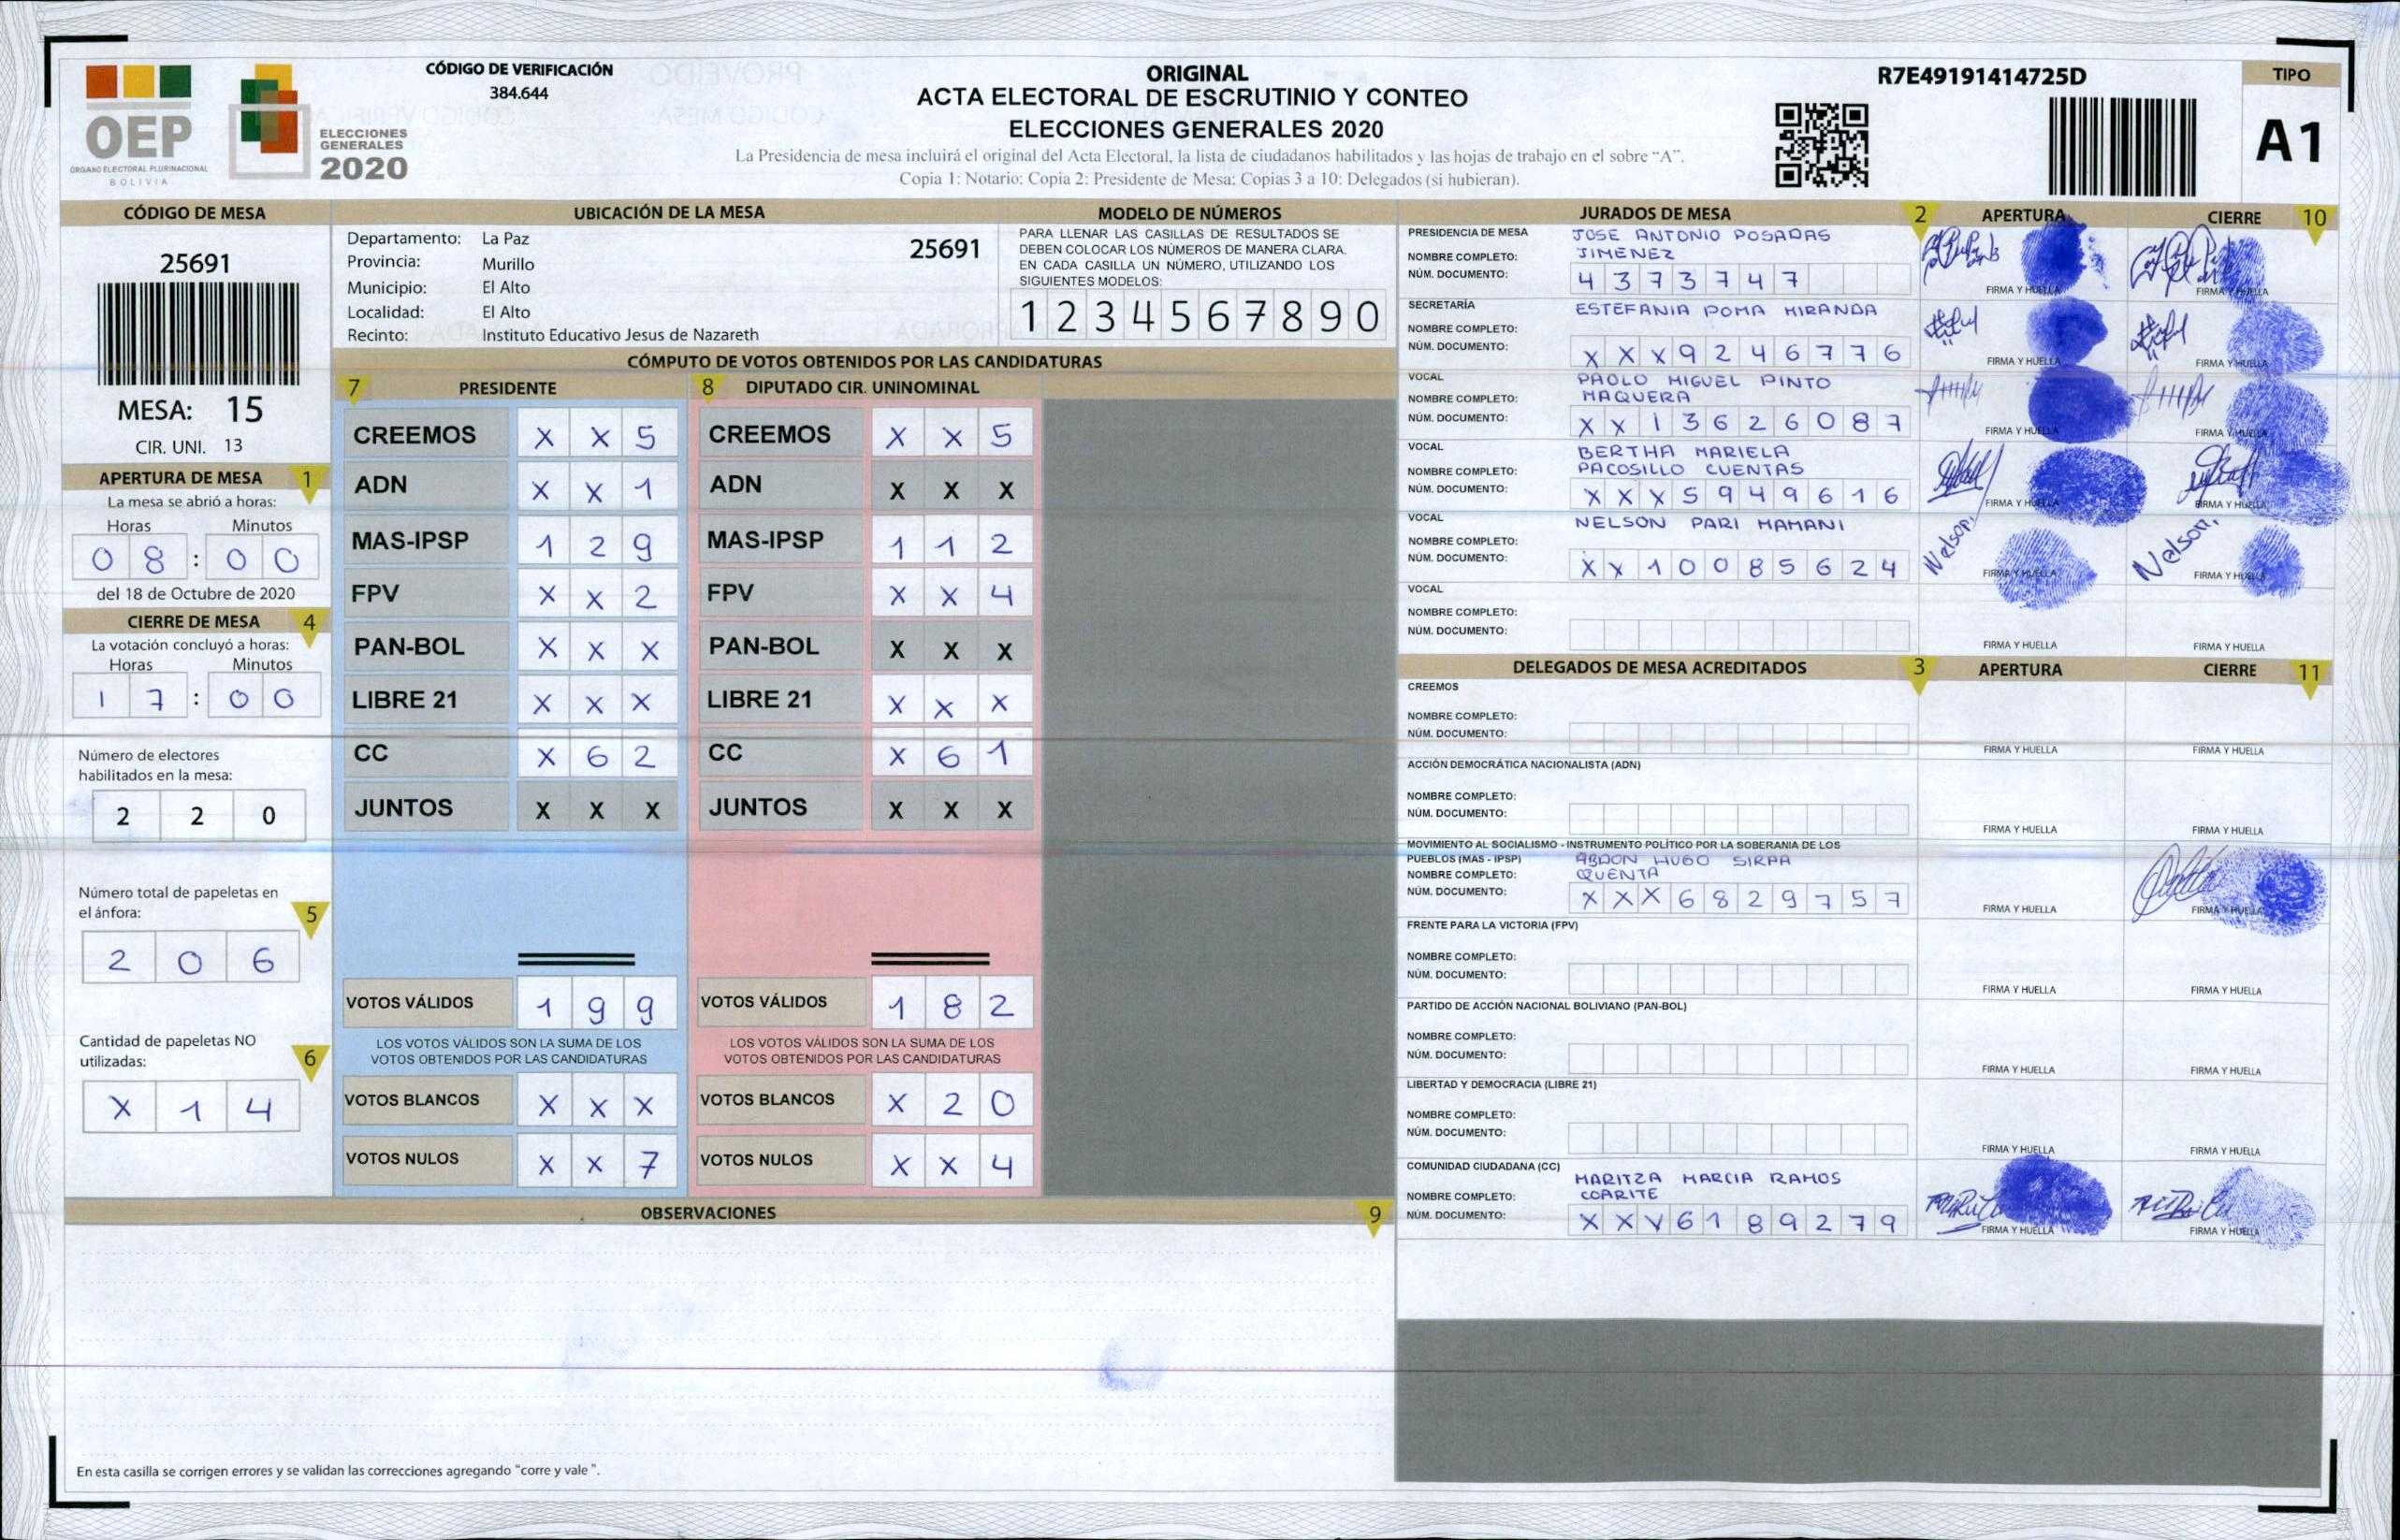 OEP
ÓRGANO ELECTORAL PLURINACIONAL
BOLIVIA
ELECCIONES
GENERALES
2020
CÓDIGO DE VERIFICACIÓN
384.644
ORIGINAL
ACTA ELECTORAL DE ESCRUTINIO Y CONTEO
ELECCIONES GENERALES 2020
La Presidencia de mesa incluirá el original del Acta Electoral, la lista de ciudadanos habilitados y las hojas de trabajo en el sobre "A".
Copia 1: Notario; Copia 2: Presidente de Mesa; Copias 3 a 10: Delegados (si hubieran).
R7E49191414725D
TIPO
A1
CÓDIGO DE MESA
25691
MESA: 15
CIR. UNI. 13
APERTURA DE MESA 1
La mesa se abrió a horas:
Horas Minutos
0 8 : 0 0
del 18 de Octubre de 2020
CIERRE DE MESA 4
La votación concluyó a horas:
Horas Minutos
1 7 : 0 0
Número de electores
habilitados en la mesa:
2 2 0
Número total de papeletas en
el ánfora: 5
2 0 6
Cantidad de papeletas NO
utilizadas: 6
X 1 4
UBICACIÓN DE LA MESA
Departamento: La Paz
Provincia: Murillo
Municipio: El Alto
Localidad: El Alto
Recinto: Instituto Educativo Jesus de Nazareth
25691
MODELO DE NÚMEROS
PARA LLENAR LAS CASILLAS DE RESULTADOS SE
DEBEN COLOCAR LOS NÚMEROS DE MANERA CLARA.
EN CADA CASILLA UN NÚMERO, UTILIZANDO LOS
SIGUIENTES MODELOS:
1 2 3 4 5 6 7 8 9 0
CÓMPUTO DE VOTOS OBTENIDOS POR LAS CANDIDATURAS
7 PRESIDENTE 8 DIPUTADO CIR. UNINOMINAL
CREEMOS X X 5 CREEMOS X X 5
ADN X X 1 ADN X X X
MAS-IPSP 1 2 9 MAS-IPSP 1 1 2
FPV X X 2 FPV X X 4
PAN-BOL X X X PAN-BOL X X X
LIBRE 21 X X X LIBRE 21 X X X
CC X 6 2 CC X 6 1
JUNTOS X X X JUNTOS X X X
VOTOS VÁLIDOS 1 9 9 VOTOS VÁLIDOS 1 8 2
LOS VOTOS VÁLIDOS SON LA SUMA DE LOS LOS VOTOS VÁLIDOS SON LA SUMA DE LOS
VOTOS OBTENIDOS POR LAS CANDIDATURAS VOTOS OBTENIDOS POR LAS CANDIDATURAS
VOTOS BLANCOS X X X VOTOS BLANCOS X 2 0
VOTOS NULOS X X 7 VOTOS NULOS X X 4
OBSERVACIONES 9
En esta casilla se corrigen errores y se validan las correcciones agregando "corre y vale ".
JURADOS DE MESA 2 APERTURA CIERRE 10
PRESIDENCIA DE MESA JOSE ANTONIO POSADAS
NOMBRE COMPLETO: JIMENEZ
NÚM. DOCUMENTO: 4 3 7 3 7 4 7
FIRMA Y HUELLA FIRMA Y HUELLA
SECRETARÍA ESTEFANIA POMA MIRANDA
NOMBRE COMPLETO:
NÚM. DOCUMENTO: X X X 9 2 4 6 7 7 6
FIRMA Y HUELLA FIRMA Y HUELLA
VOCAL PAOLO MIGUEL PINTO
NOMBRE COMPLETO: MAQUERA
NÚM. DOCUMENTO: X X 1 3 6 2 6 0 8 7
FIRMA Y HUELLA FIRMA Y HUELLA
VOCAL BERTHA MARIELA
NOMBRE COMPLETO: PACOSILLO CUENTAS
NÚM. DOCUMENTO: X X X 5 9 4 9 6 1 6
FIRMA Y HUELLA FIRMA Y HUELLA
VOCAL NELSON PARI MAMANI
NOMBRE COMPLETO:
NÚM. DOCUMENTO: X X 1 0 0 8 5 6 2 4
Nelson. Nelson.
FIRMA Y HUELLA FIRMA Y HUELLA
VOCAL
NOMBRE COMPLETO:
NÚM. DOCUMENTO:
FIRMA Y HUELLA FIRMA Y HUELLA
DELEGADOS DE MESA ACREDITADOS 3 APERTURA CIERRE 11
CREEMOS
NOMBRE COMPLETO:
NÚM. DOCUMENTO:
FIRMA Y HUELLA FIRMA Y HUELLA
ACCIÓN DEMOCRÁTICA NACIONALISTA (ADN)
NOMBRE COMPLETO:
NÚM. DOCUMENTO:
FIRMA Y HUELLA FIRMA Y HUELLA
MOVIMIENTO AL SOCIALISMO - INSTRUMENTO POLÍTICO POR LA SOBERANIA DE LOS
PUEBLOS (MAS - IPSP) ABDON HUGO SIRPA
NOMBRE COMPLETO: QUENTA
NÚM. DOCUMENTO: X X X 6 8 2 9 7 5 7
FIRMA Y HUELLA FIRMA Y HUELLA
FRENTE PARA LA VICTORIA (FPV)
NOMBRE COMPLETO:
NÚM. DOCUMENTO:
FIRMA Y HUELLA FIRMA Y HUELLA
PARTIDO DE ACCIÓN NACIONAL BOLIVIANO (PAN-BOL)
NOMBRE COMPLETO:
NÚM. DOCUMENTO:
FIRMA Y HUELLA FIRMA Y HUELLA
LIBERTAD Y DEMOCRACIA (LIBRE 21)
NOMBRE COMPLETO:
NÚM. DOCUMENTO:
FIRMA Y HUELLA FIRMA Y HUELLA
COMUNIDAD CIUDADANA (CC) MARITZA MARCIA RAMOS
NOMBRE COMPLETO: COARITE
NÚM. DOCUMENTO: X X X 6 1 8 9 2 7 9
FIRMA Y HUELLA FIRMA Y HUELLA